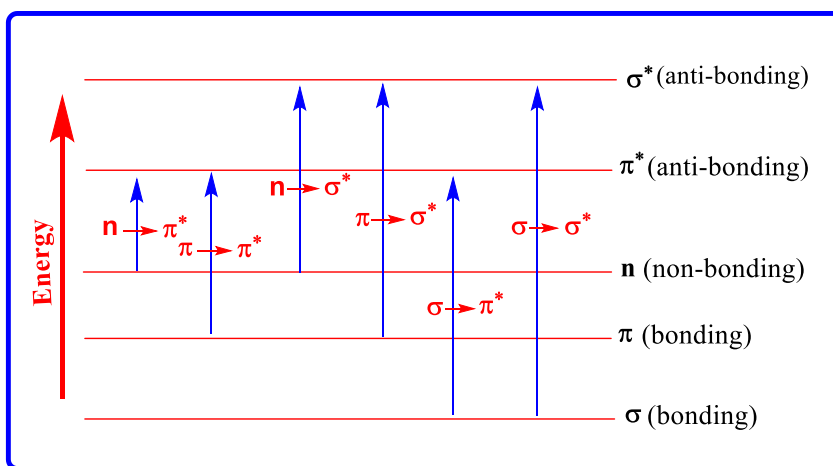 σ* (anti-bonding)
π* (anti-bonding)
n → σ*
n → π*
π → σ*
σ → σ*
π → π*
Energy
n (non-bonding)
σ → π*
π (bonding)
σ (bonding)